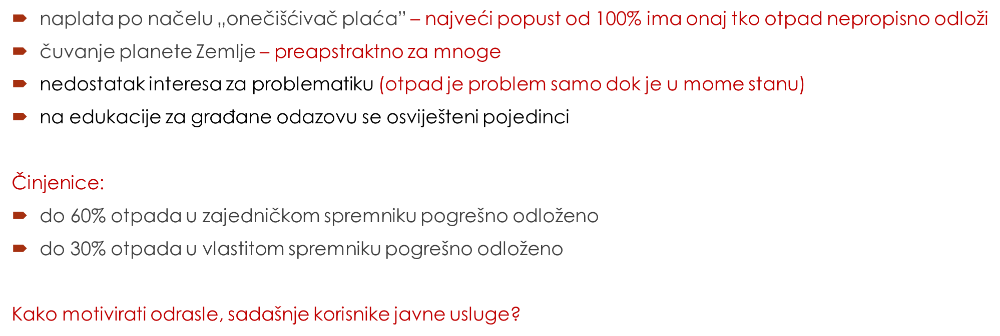 naplata po načelu „onečišćivač plaća” – najveći popust od 100% ima onaj tko otpad nepropisno odloži
čuvanje planete Zemlje – preapstraktno za mnoge
nedostatak interesa za problematiku (otpad je problem samo dok je u mome stanu)
na edukacije za građane odazovu se osviješteni pojedinci
Činjenice:
do 60% otpada u zajedničkom spremniku pogrešno odloženo
do 30% otpada u vlastitom spremniku pogrešno odloženo
Kako motivirati odrasle, sadašnje korisnike javne usluge?